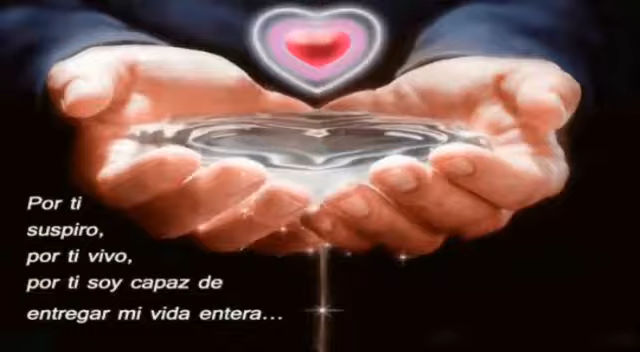 Por ti
suspiro,
por ti vivo,
por ti soy capaz de
entregar mi vida entera...